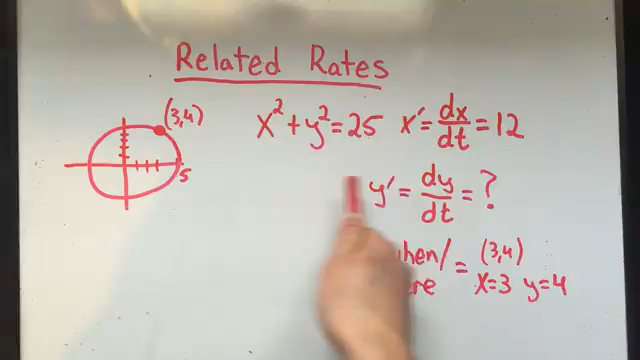 Related Rates
(3,4)
5
x² + y² = 25 x' = dx/dt = 12
y' = dy/dt = ?
= (3,4)
x=3 y=4